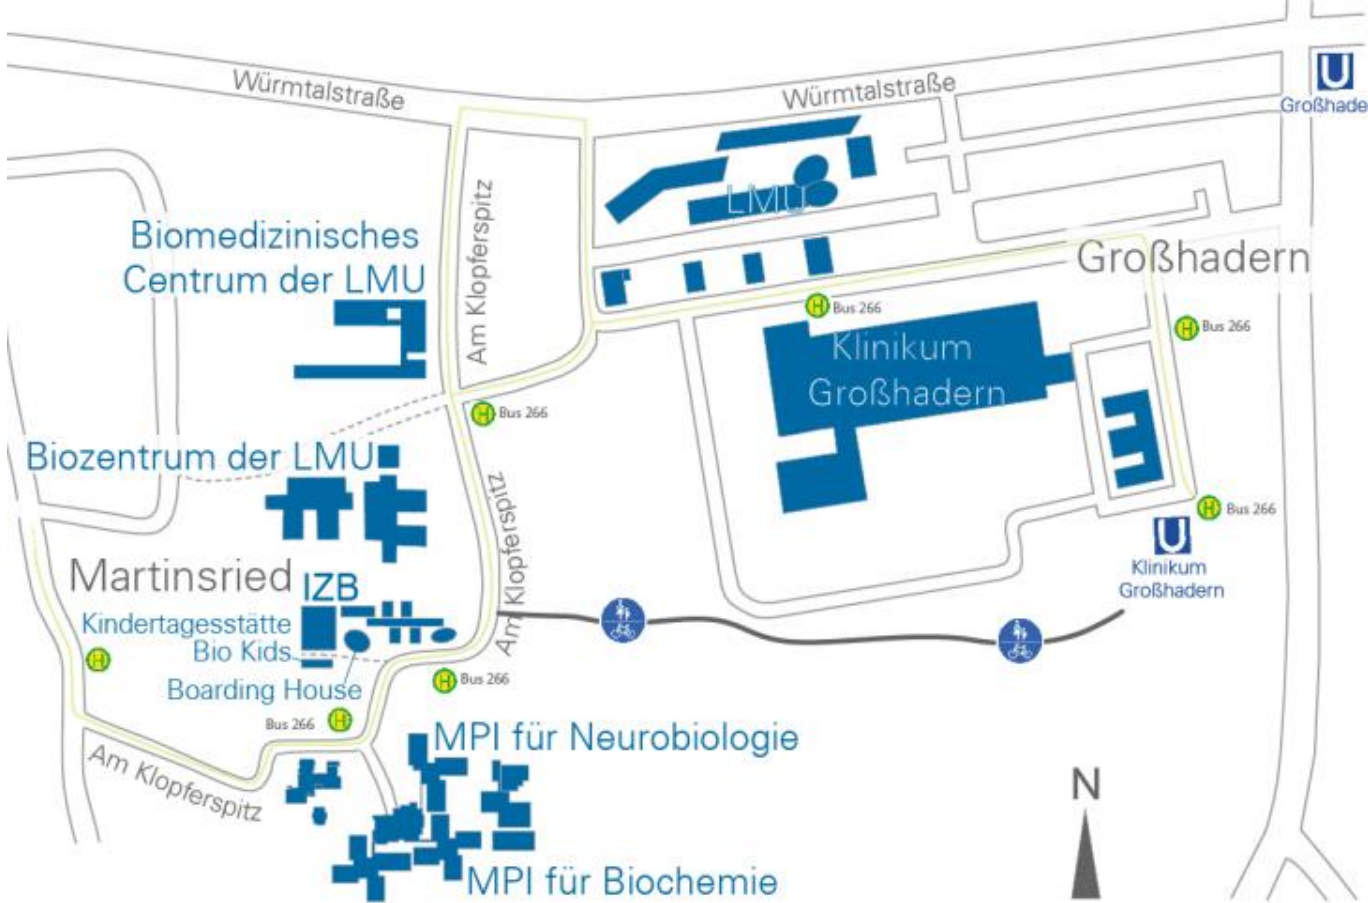 Würmtalstraße
Würmtalstraße
U
Großhade
Am Klopferspitz
LMU
Biomedizinisches
Centrum der LMU
Großhadern
H Bus 266
H Bus 266
Klinikum
Großhadern
H Bus 266
Biozentrum der LMU
Am Klopferspitz
H Bus 266
U
Klinikum
Großhadern
Martinsried
IZB
Kindertagesstätte
Bio Kids
Boarding House
H
H Bus 266
Bus 266 H
MPI für Neurobiologie
Am Klopferspitz
N
MPI für Biochemie